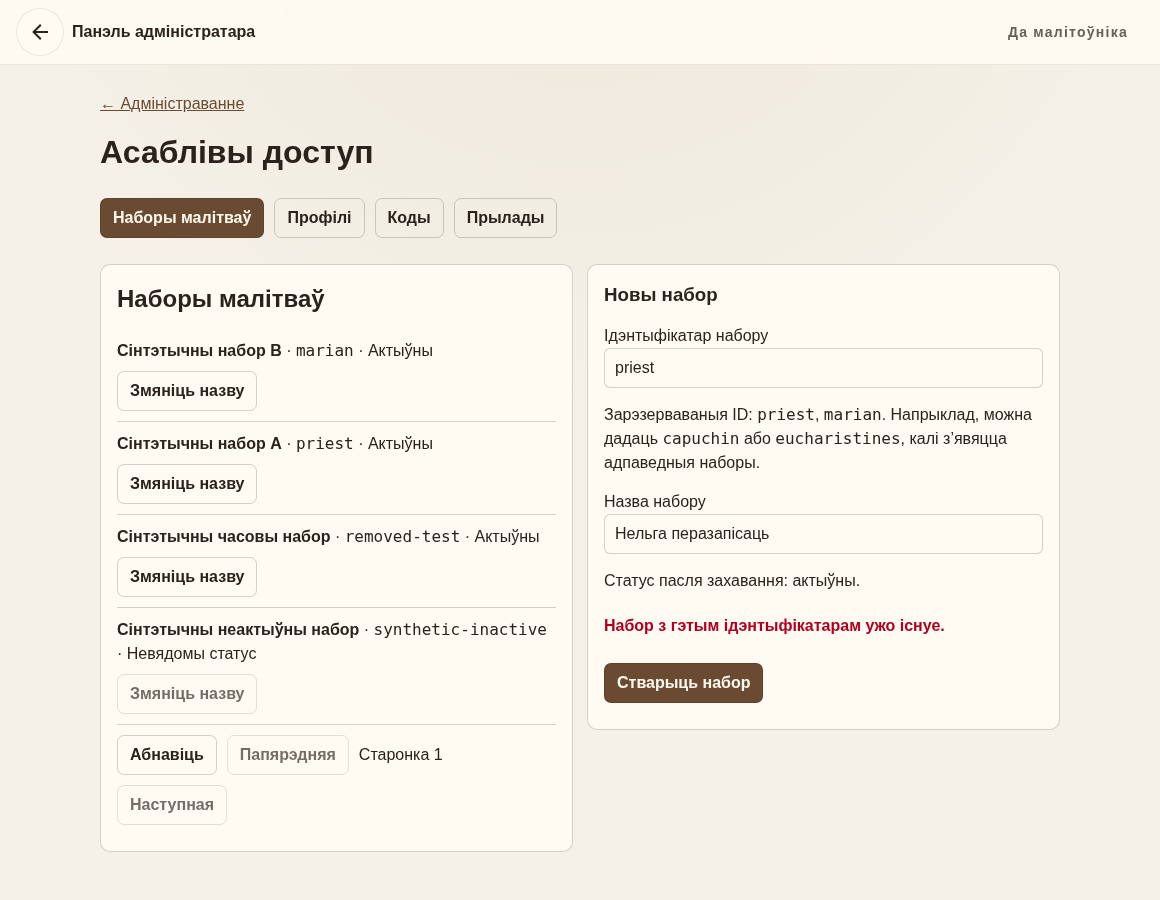 Панэль адміністратара
Да малітоўніка
← Адміністраванне
Асаблівы доступ
Наборы малітваў
Профілі
Коды
Прылады
Наборы малітваў
Сінтэтычны набор B · marian · Актыўны
Змяніць назву
Сінтэтычны набор A · priest · Актыўны
Змяніць назву
Сінтэтычны часовы набор · removed-test · Актыўны
Змяніць назву
Сінтэтычны неактыўны набор · synthetic-inactive
· Невядомы статус
Змяніць назву
Абнавіць
Папярэдняя
Старонка 1
Наступная
Новы набор
Ідэнтыфікатар набору
priest
Зарэзерваваныя ID: priest, marian. Напрыклад, можна
дадаць capuchin або eucharistines, калі з’явяцца
адпаведныя наборы.
Назва набору
Нельга перазапісаць
Статус пасля захавання: актыўны.
Набор з гэтым ідэнтыфікатарам ужо існуе.
Стварыць набор